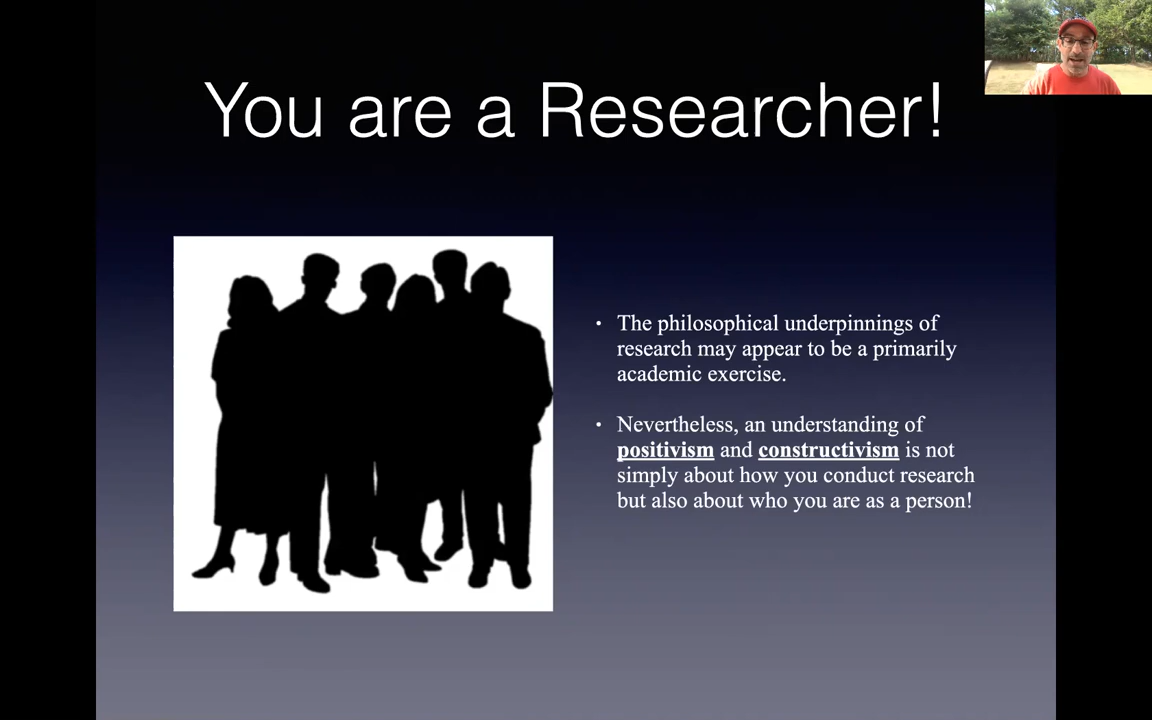 You are a Researcher!
• The philosophical underpinnings of
research may appear to be a primarily
academic exercise.
• Nevertheless, an understanding of
positivism and constructivism is not
simply about how you conduct research
but also about who you are as a person!